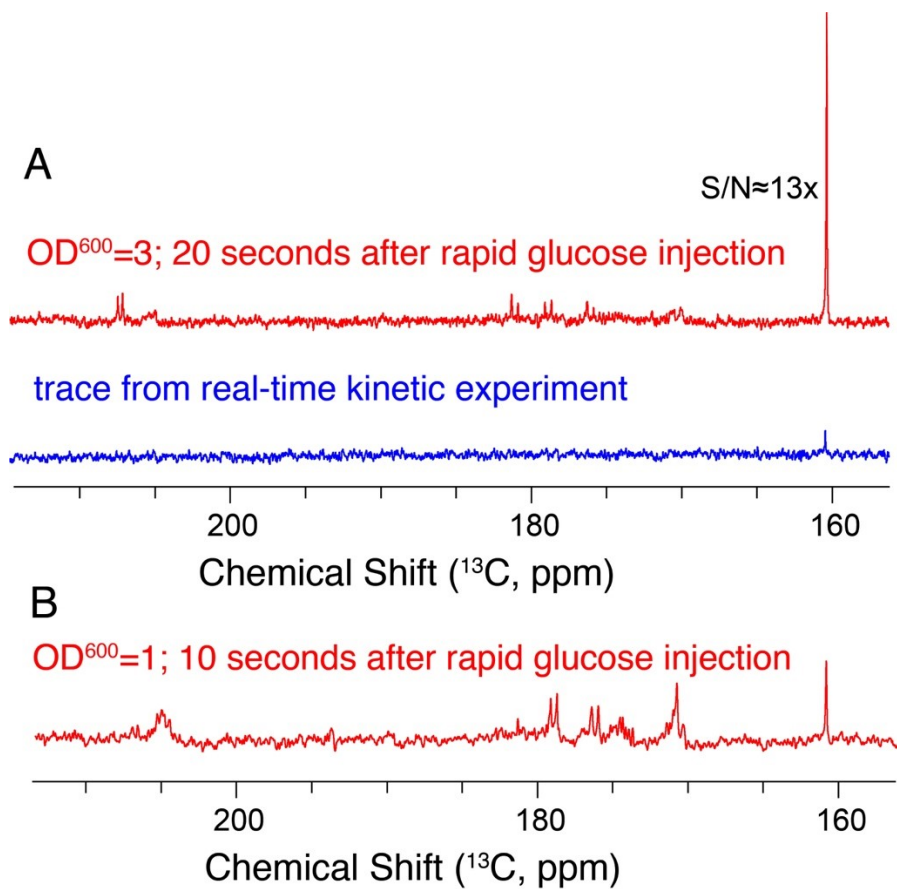 A
S/N≈13x
OD⁶⁰⁰=3; 20 seconds after rapid glucose injection
trace from real-time kinetic experiment
200 180 160
Chemical Shift (¹³C, ppm)
B
OD⁶⁰⁰=1; 10 seconds after rapid glucose injection
200 180 160
Chemical Shift (¹³C, ppm)